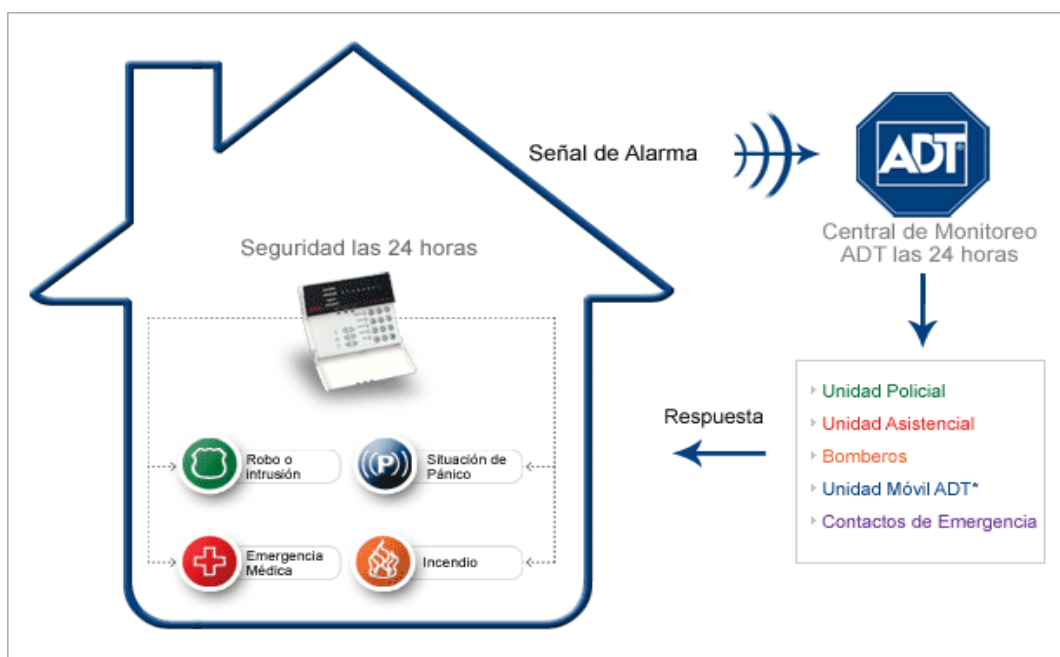 Señal de Alarma
ADT
Central de Monitoreo
ADT las 24 horas
Seguridad las 24 horas
Robo o
intrusión
Situación de
Pánico
Emergencia
Médica
Incendio
Respuesta
Unidad Policial
Unidad Asistencial
Bomberos
Unidad Móvil ADT*
Contactos de Emergencia
P